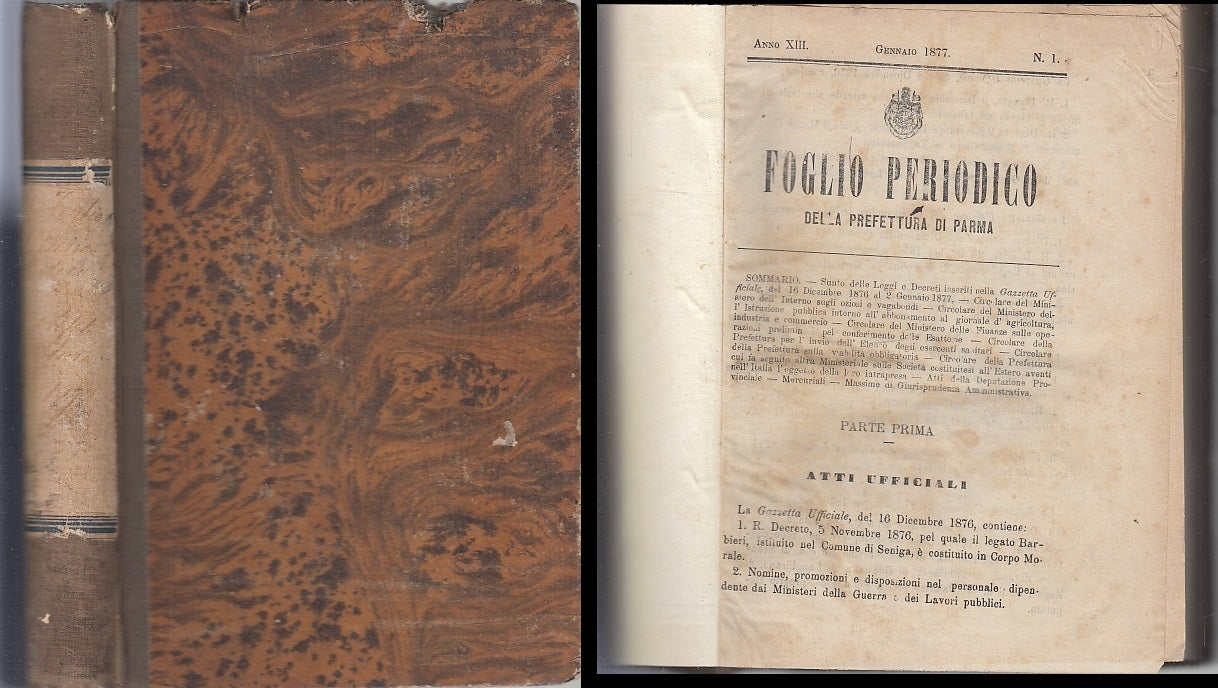 Anno XIII. Gennaio 1877. N. 1.
FOGLIO PERIODICO
DELLA PREFETTURA DI PARMA
SOMMARIO. — Sunto delle Leggi e Decreti inseriti nella Gazzetta Uf-
ficiale, del 16 Dicembre 1876 al 2 Gennaio 1877. — Circolare del Mini-
stero dell' Interno sugli oziosi e vagabondi — Circolare del Ministero del-
l' Istruzione pubblica intorno all' abbonamento al giornale d' agricoltura,
industria e commercio — Circolare del Ministero delle Finanze sulle ope-
razioni prelimin pel conferimento delle Esattorie — Circolare della
Prefettura per l' invio dell' Elenco degli esercenti sanitari — Circolare
della Prefettura sulla viabilità obbligatoria — Circolare della Prefettura
cui fa seguito altra Ministeriale sulle Società costituitesi all' Estero aventi
nell' Italia l' oggetto della loro intrapresa — Atti della Deputazione Pro-
vinciale — Mercuriali — Massime di Giurisprudenza Amministrativa.
PARTE PRIMA
ATTI UFFICIALI
La Gazzetta Ufficiale, del 16 Dicembre 1876, contiene:
1. R. Decreto, 5 Novembre 1876, pel quale il legato Bar-
bieri, istituito nel Comune di Seniga, è costituito in Corpo Mo-
rale.
2. Nomine, promozioni e disposizioni nel personale dipen-
dente dai Ministeri della Guerra e dei Lavori pubblici.